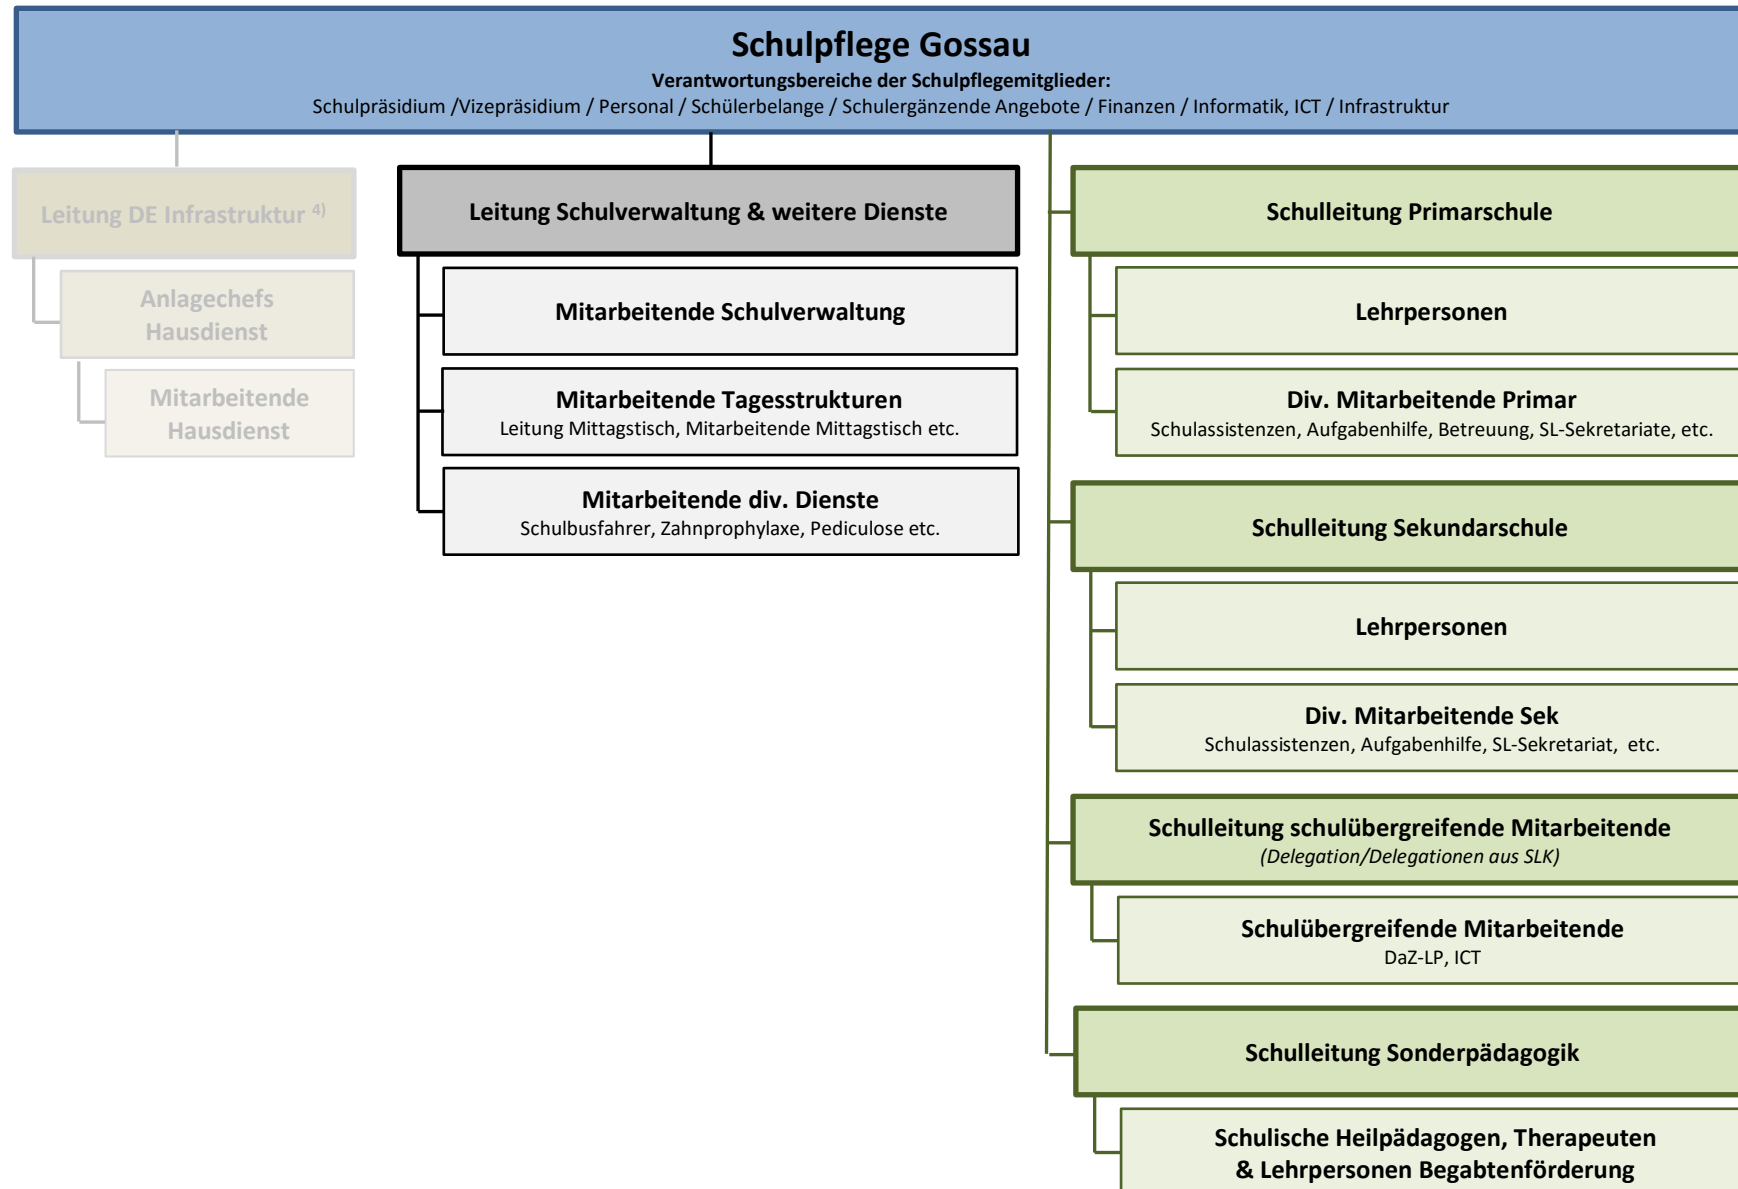 Schulpflege Gossau
Verantwortungsbereiche der Schulpflegemitglieder:
Schulpräsidium /Vizepräsidium / Personal / Schülerbelange / Schulergänzende Angebote / Finanzen / Informatik, ICT / Infrastruktur
Leitung DE Infrastruktur 4)
Anlagechefs
Hausdienst
Mitarbeitende
Hausdienst
Leitung Schulverwaltung & weitere Dienste
Mitarbeitende Schulverwaltung
Mitarbeitende Tagesstrukturen
Leitung Mittagstisch, Mitarbeitende Mittagstisch etc.
Mitarbeitende div. Dienste
Schulbusfahrer, Zahnprophylaxe, Pediculose etc.
Schulleitung Primarschule
Lehrpersonen
Div. Mitarbeitende Primar
Schulassistenzen, Aufgabenhilfe, Betreuung, SL-Sekretariate, etc.
Schulleitung Sekundarschule
Lehrpersonen
Div. Mitarbeitende Sek
Schulassistenzen, Aufgabenhilfe, SL-Sekretariat, etc.
Schulleitung schulübergreifende Mitarbeitende
(Delegation/Delegationen aus SLK)
Schulübergreifende Mitarbeitende
DaZ-LP, ICT
Schulleitung Sonderpädagogik
Schulische Heilpädagogen, Therapeuten
& Lehrpersonen Begabtenförderung